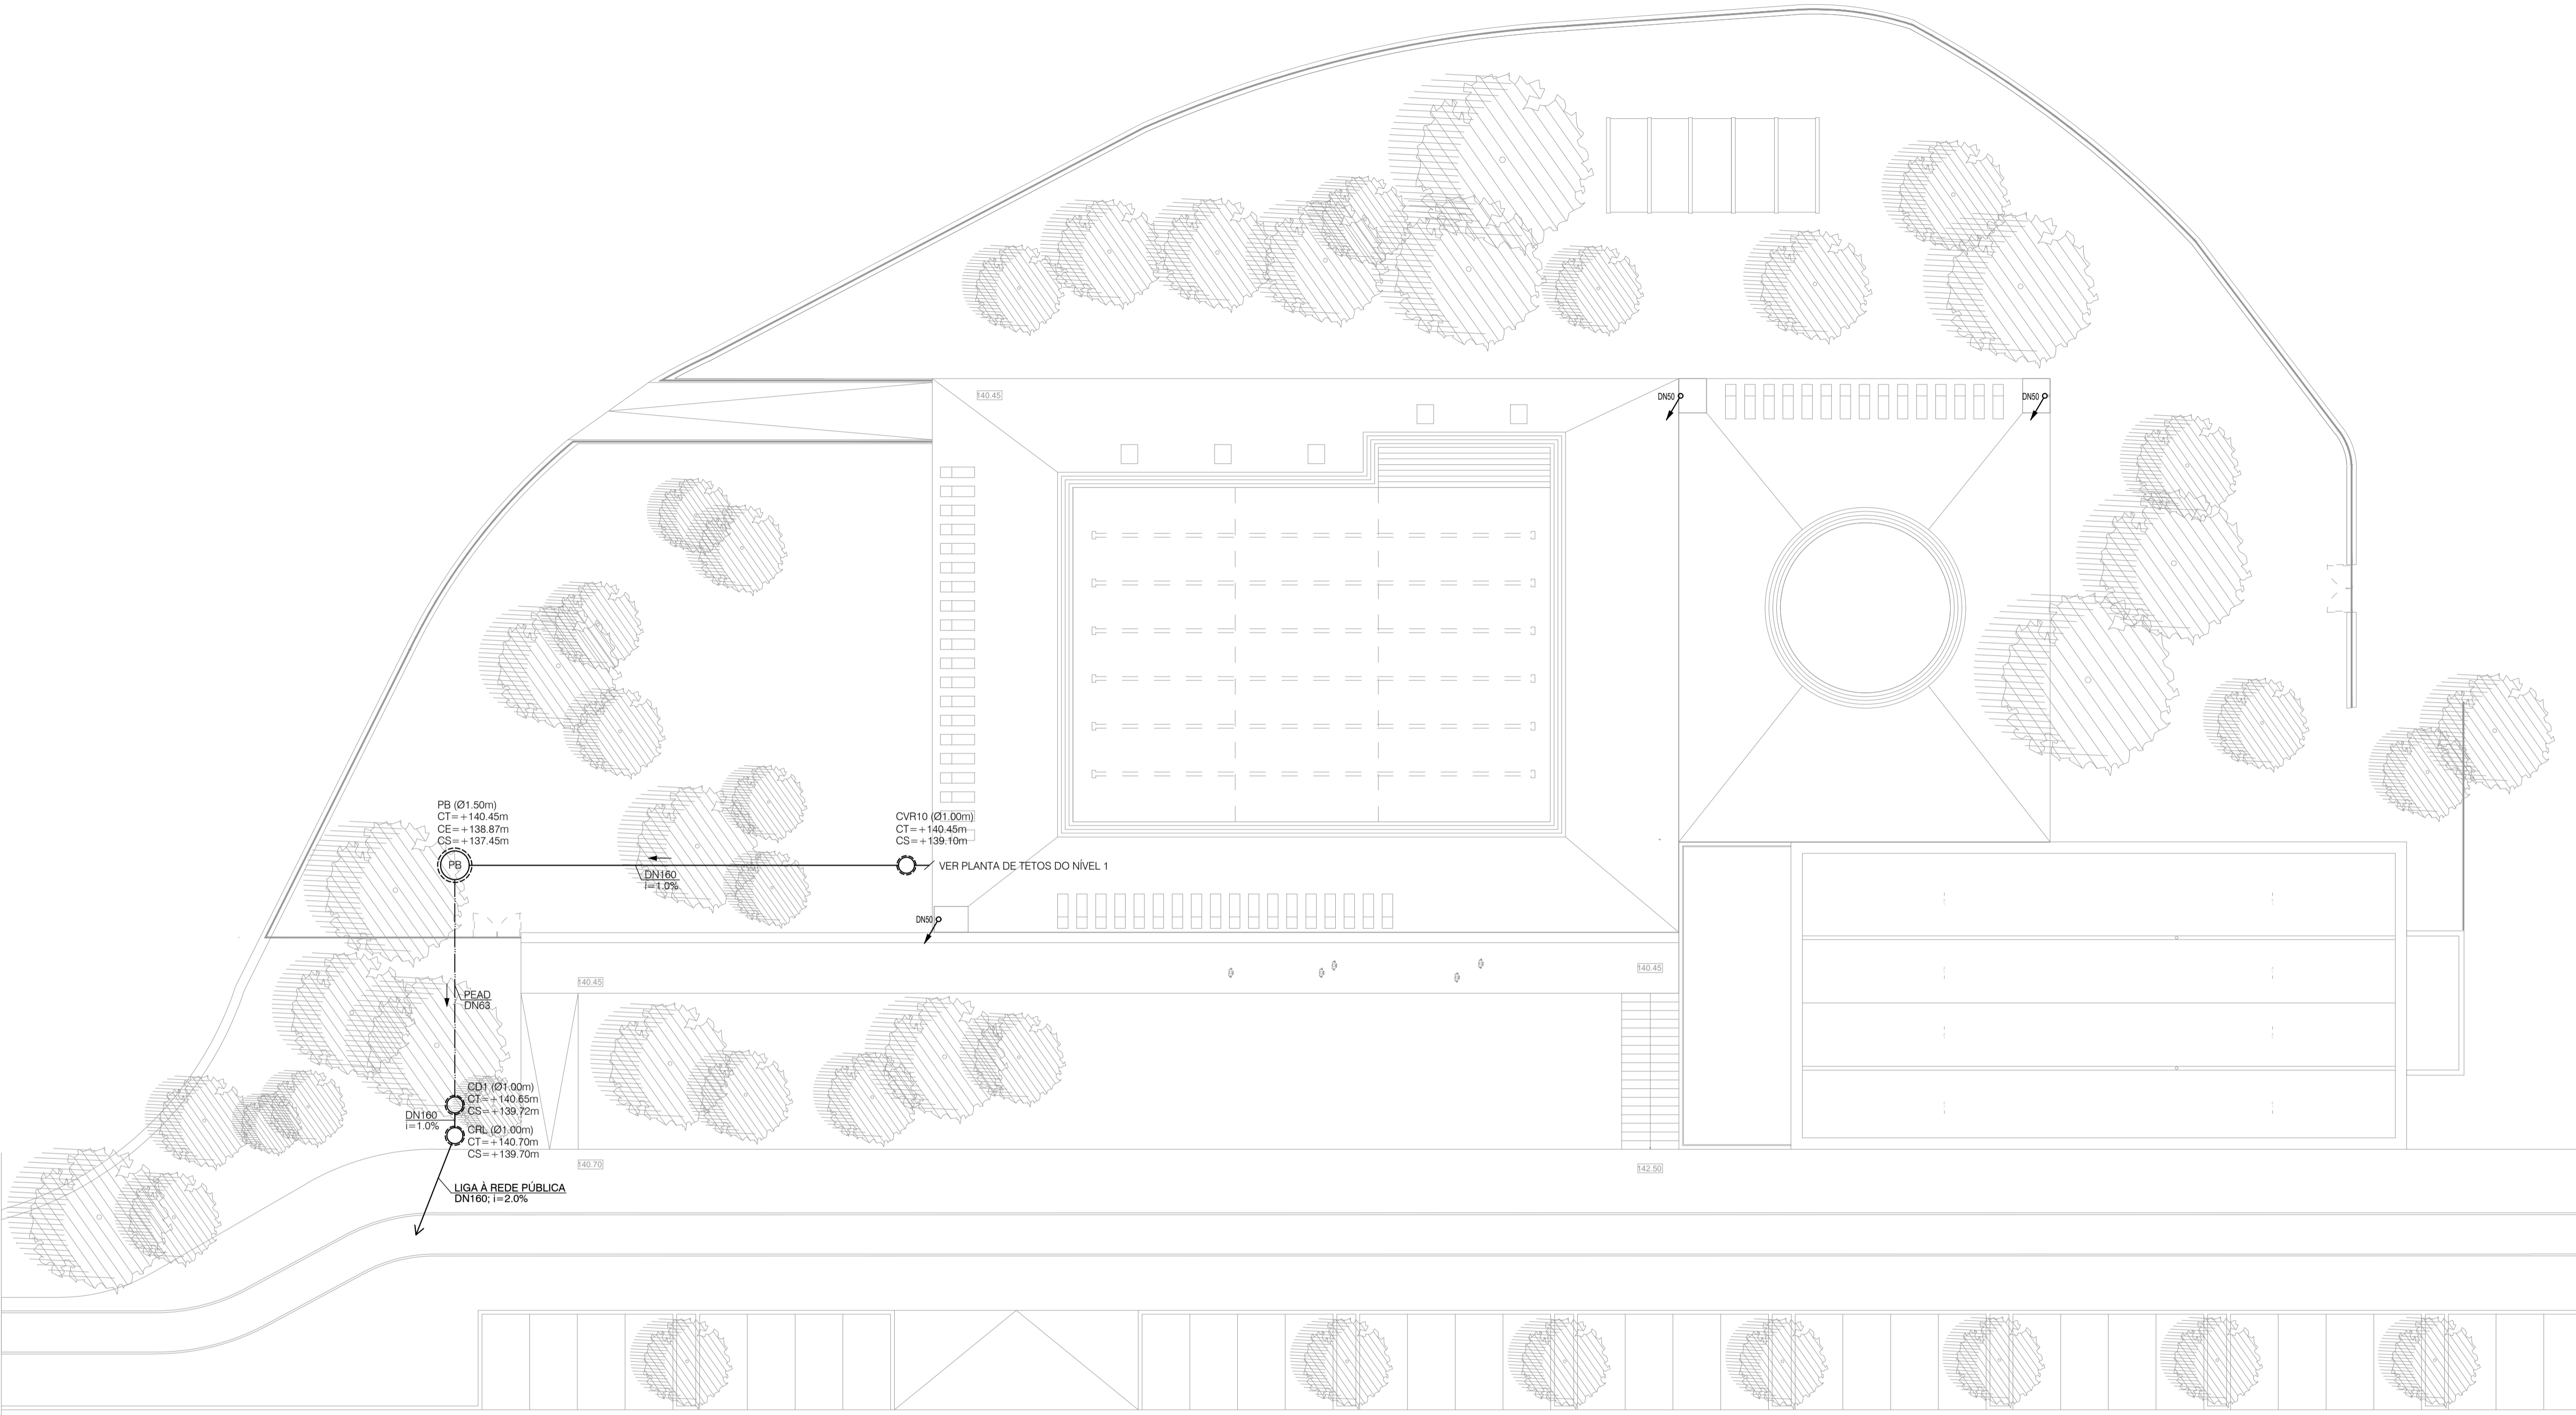 140.45
DN50
DN50
PB (Ø1.50m)
CT=+140.45m
CE=+138.87m
CS=+137.45m
PB
CVR10 (Ø1.00m)
CT=+140.45m
CS=+139.10m
VER PLANTA DE TETOS DO NÍVEL 1
DN160
i=1.0%
DN50
140.45
140.45
PEAD
DN63
CD1 (Ø1.00m)
CT=+140.65m
CS=+139.72m
DN160
i=1.0%
CRL (Ø1.00m)
CT=+140.70m
CS=+139.70m
140.70
142.50
LIGA À REDE PÚBLICA
DN160; i=2.0%